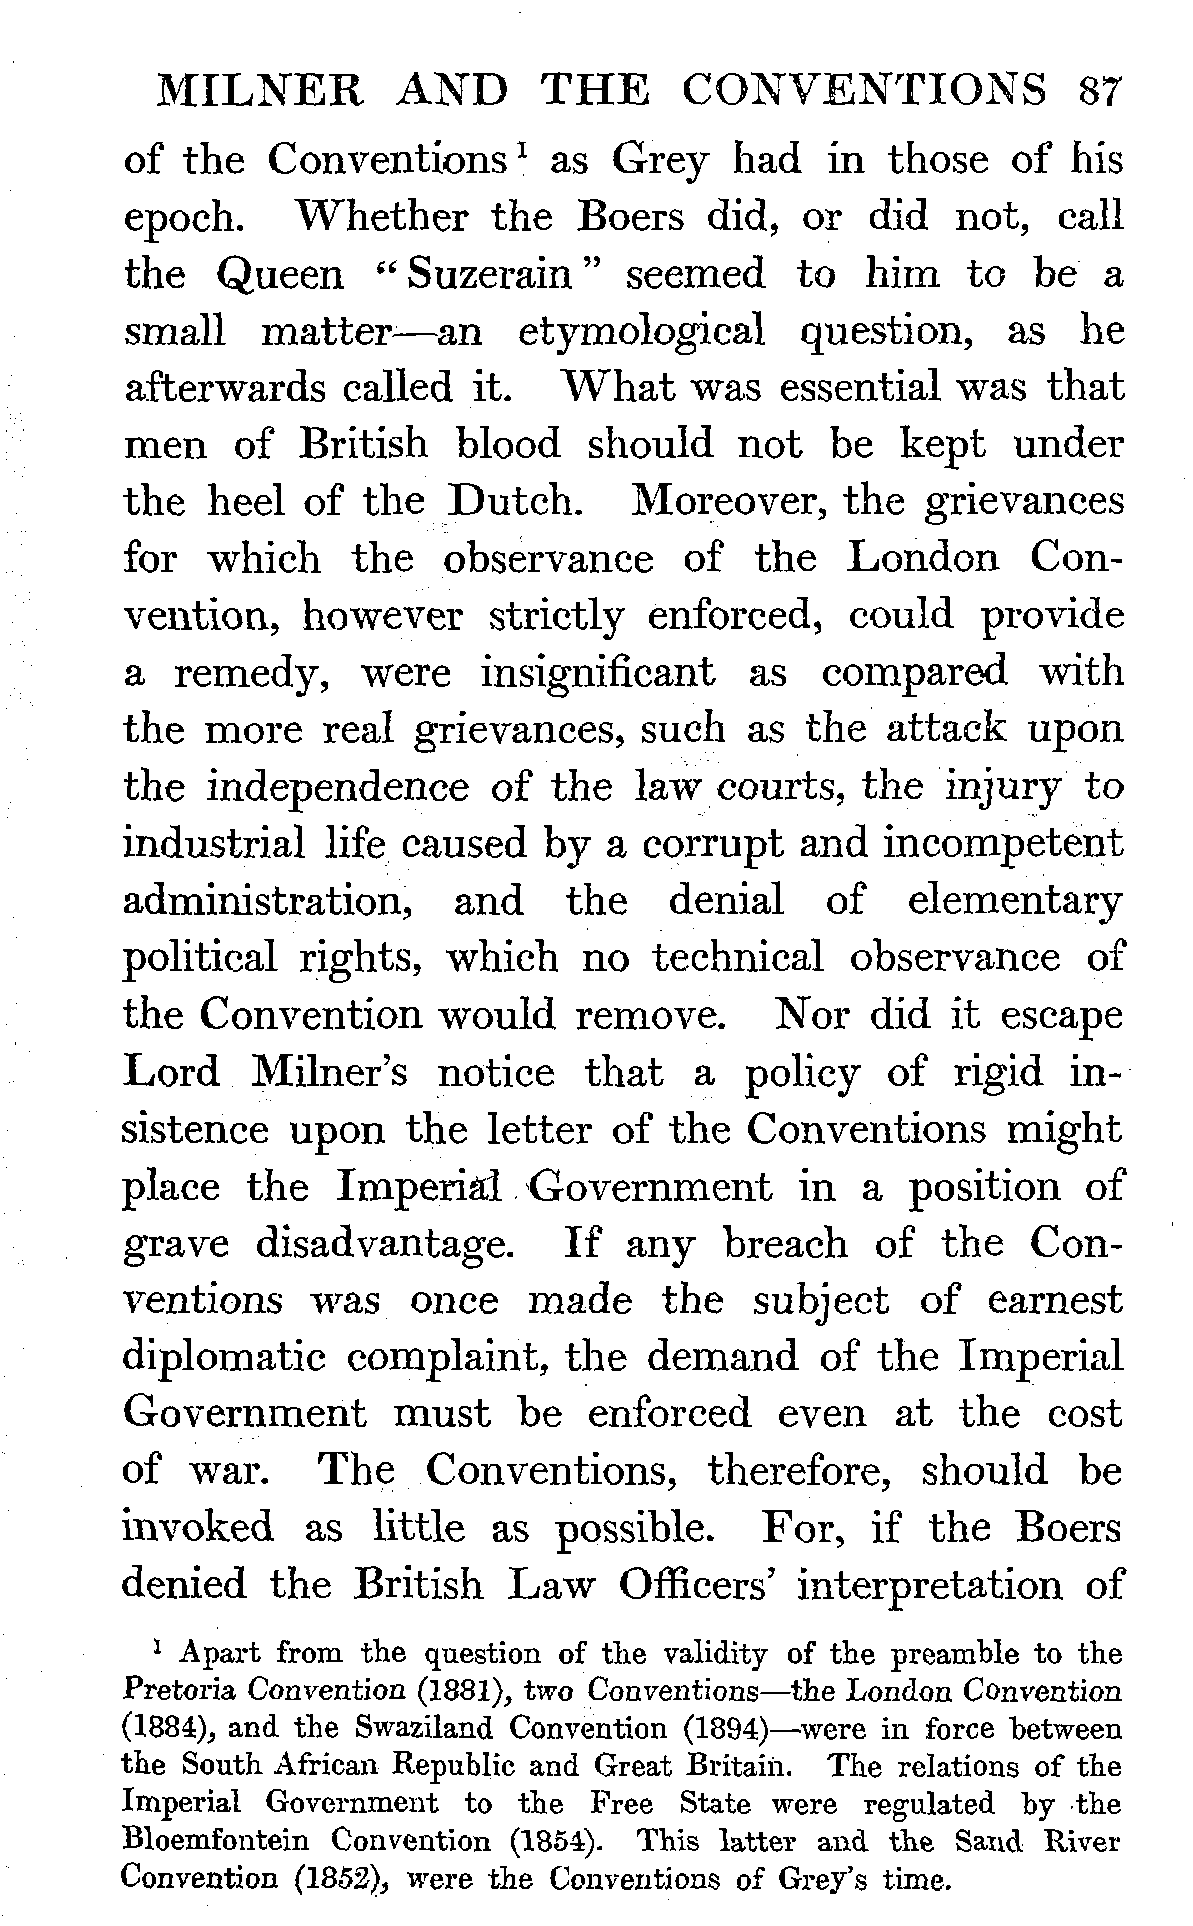 MILNER AND THE CONVENTIONS 87
of the Conventions¹ as Grey had in those of his
epoch. Whether the Boers did, or did not, call
the Queen “Suzerain” seemed to him to be a
small matter—an etymological question, as he
afterwards called it. What was essential was that
men of British blood should not be kept under
the heel of the Dutch. Moreover, the grievances
for which the observance of the London Con-
vention, however strictly enforced, could provide
a remedy, were insignificant as compared with
the more real grievances, such as the attack upon
the independence of the law courts, the injury to
industrial life caused by a corrupt and incompetent
administration, and the denial of elementary
political rights, which no technical observance of
the Convention would remove. Nor did it escape
Lord Milner’s notice that a policy of rigid in-
sistence upon the letter of the Conventions might
place the Imperial Government in a position of
grave disadvantage. If any breach of the Con-
ventions was once made the subject of earnest
diplomatic complaint, the demand of the Imperial
Government must be enforced even at the cost
of war. The Conventions, therefore, should be
invoked as little as possible. For, if the Boers
denied the British Law Officers’ interpretation of
¹ Apart from the question of the validity of the preamble to the
Pretoria Convention (1881), two Conventions—the London Convention
(1884), and the Swaziland Convention (1894)—were in force between
the South African Republic and Great Britain. The relations of the
Imperial Government to the Free State were regulated by the
Bloemfontein Convention (1854). This latter and the Sand River
Convention (1852), were the Conventions of Grey’s time.